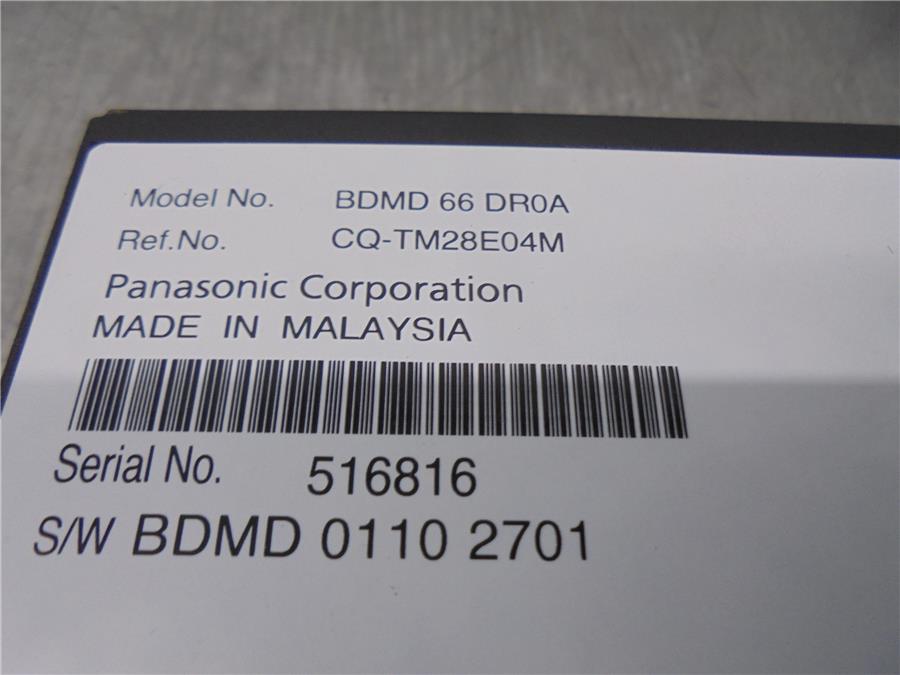 Model No. BDMD 66 DR0A
Ref.No. CQ-TM28E04M
Panasonic Corporation
MADE IN MALAYSIA
Serial No. 516816
S/W BDMD 0110 2701